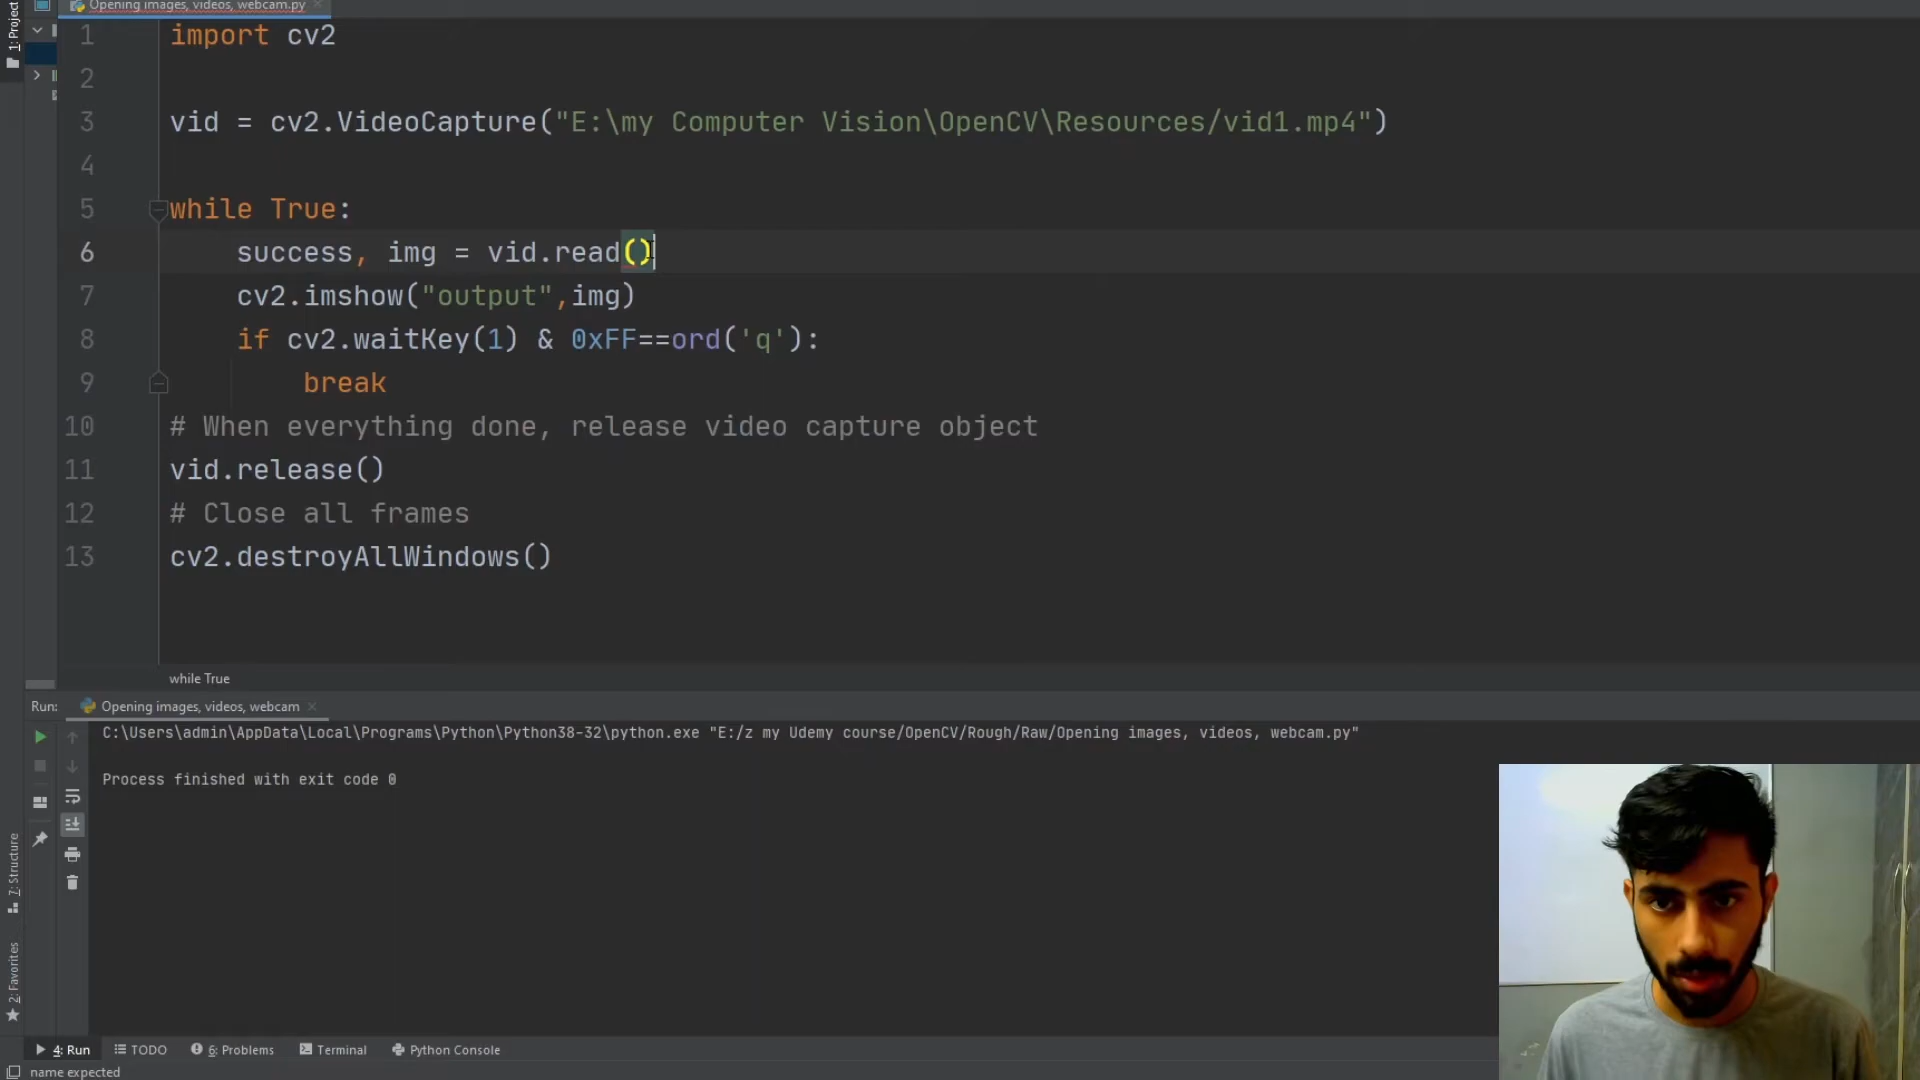 1: Project
Opening images, videos, webcam.py
1 import cv2
2
3 vid = cv2.VideoCapture("E:\my Computer Vision\OpenCV\Resources/vid1.mp4")
4
5 while True:
6 success, img = vid.read()
7 cv2.imshow("output",img)
8 if cv2.waitKey(1) & 0xFF==ord('q'):
9 break
10 # When everything done, release video capture object
11 vid.release()
12 # Close all frames
13 cv2.destroyAllWindows()
while True
Run: Opening images, videos, webcam
C:\Users\admin\AppData\Local\Programs\Python\Python38-32\python.exe "E:/z my Udemy course/OpenCV/Rough/Raw/Opening images, videos, webcam.py"
Process finished with exit code 0
7: Structure
2: Favorites
4: Run TODO 6: Problems Terminal Python Console
name expected